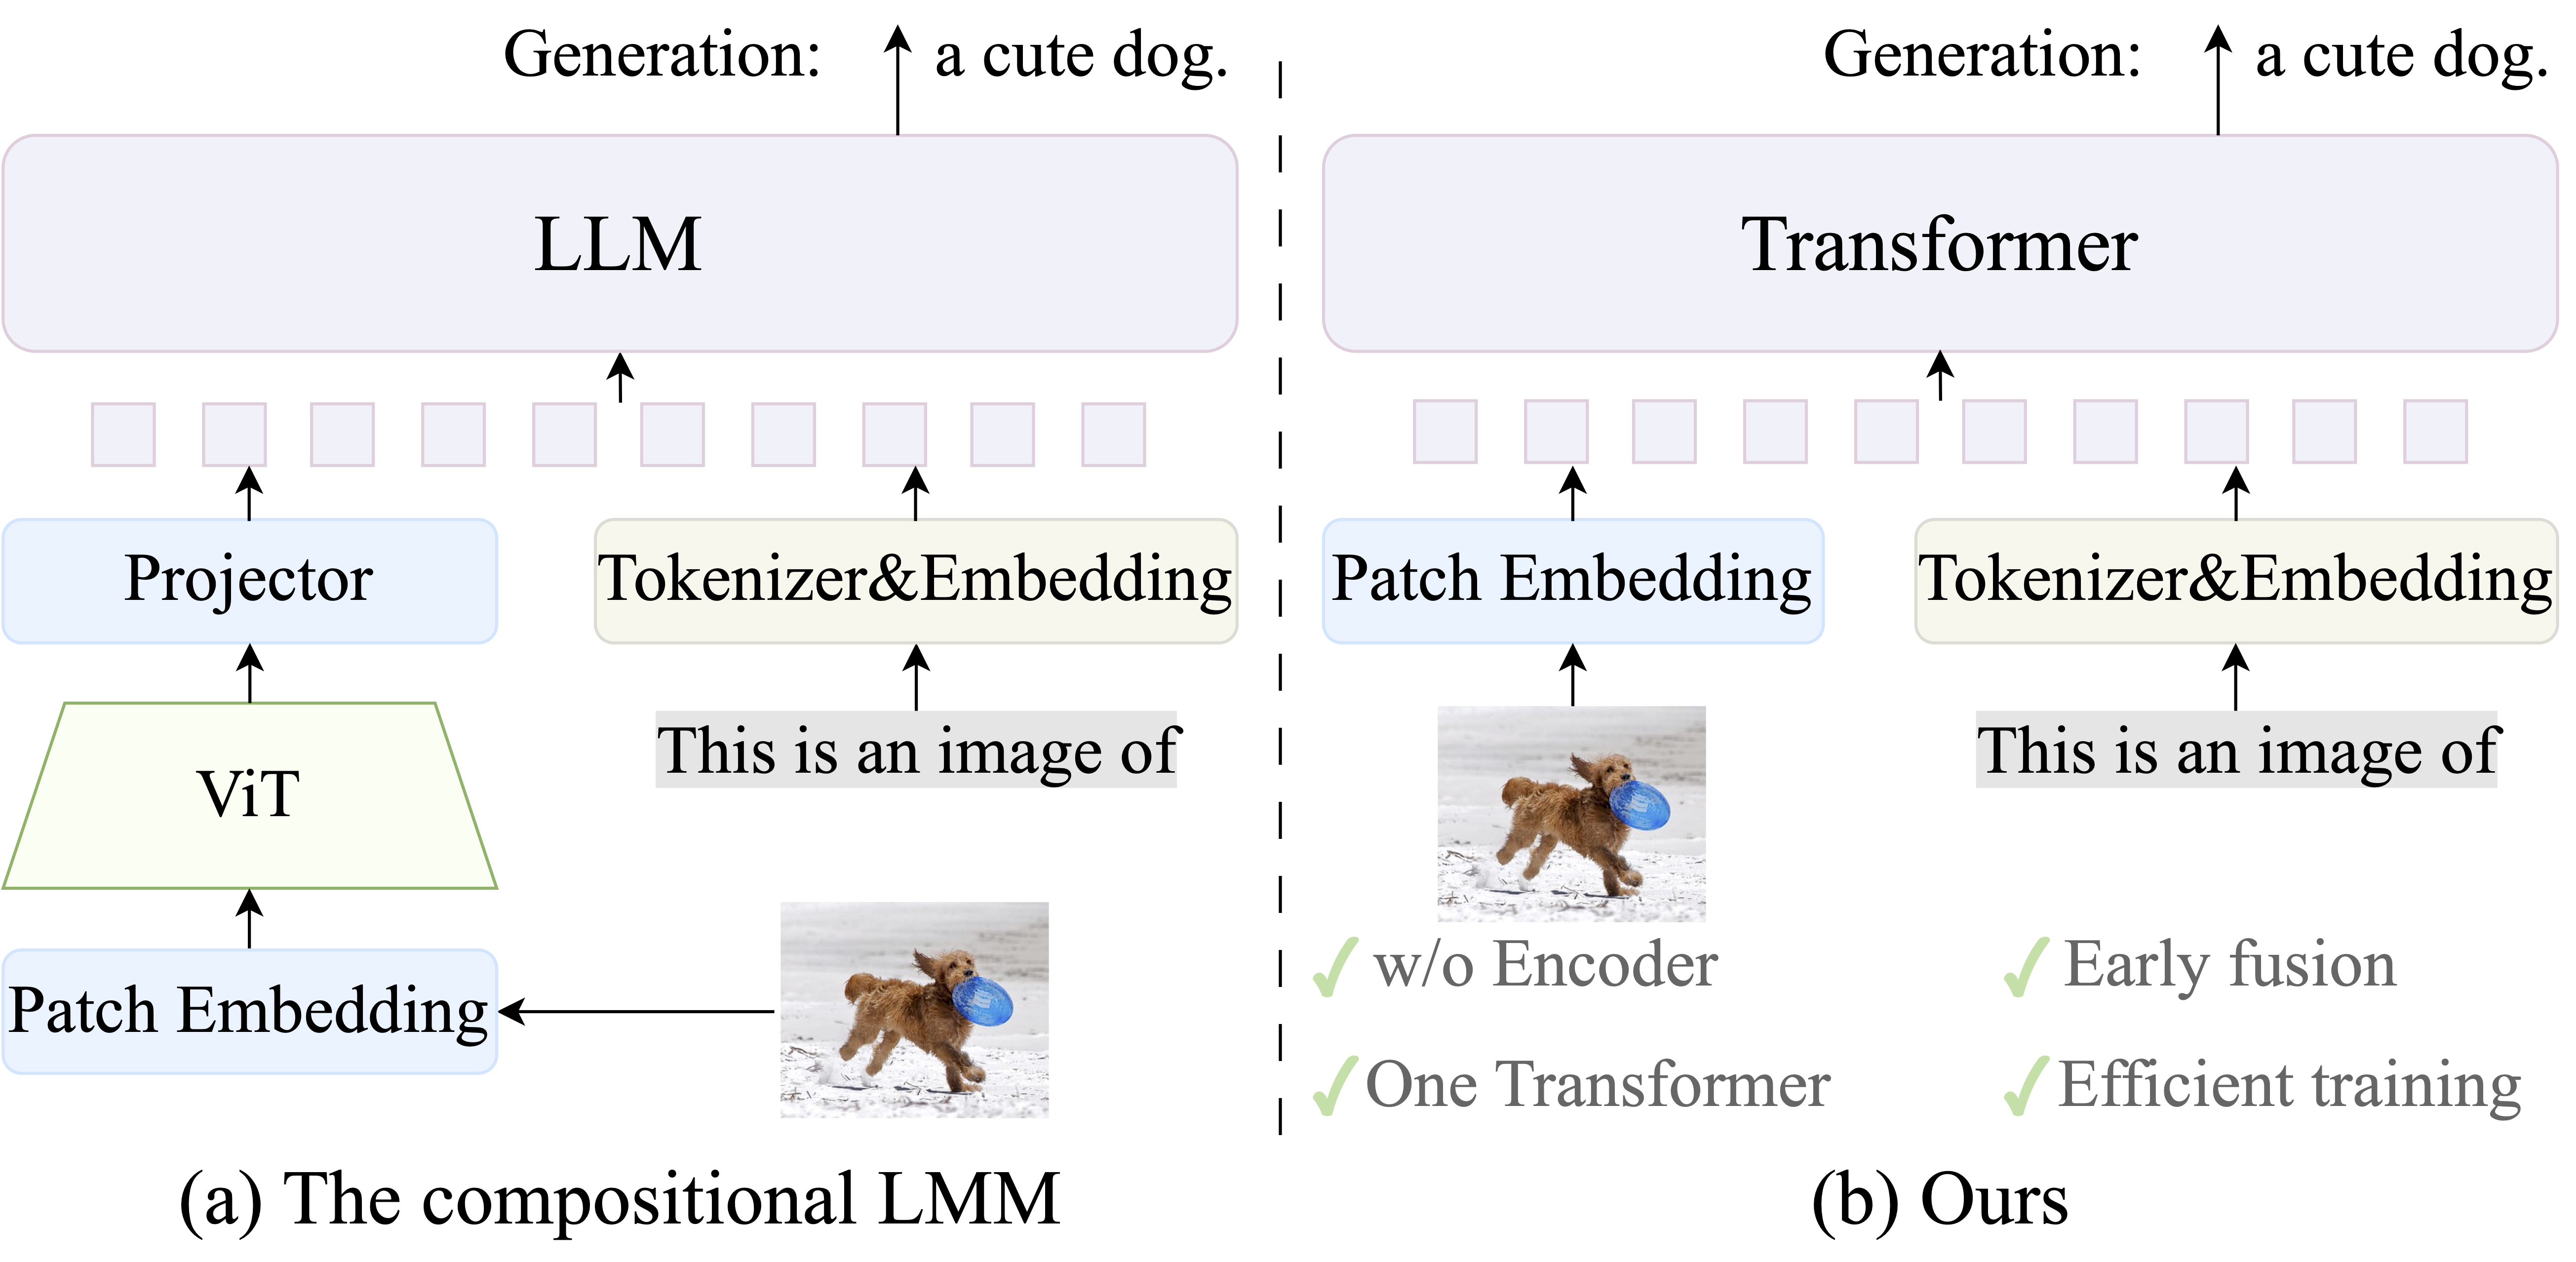 Generation: a cute dog.
LLM
Projector
Tokenizer&Embedding
This is an image of
ViT
Patch Embedding
(a) The compositional LMM
Generation: a cute dog.
Transformer
Patch Embedding
Tokenizer&Embedding
This is an image of
w/o Encoder
Early fusion
One Transformer
Efficient training
(b) Ours